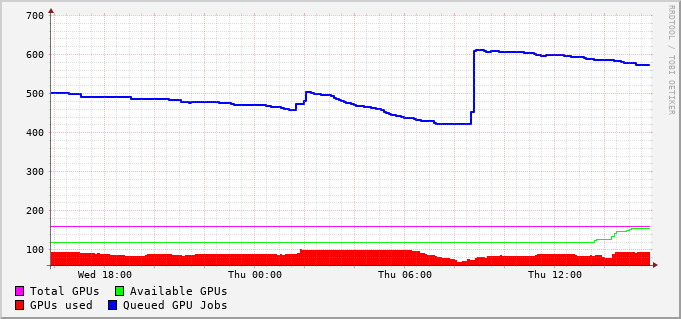 700
600
500
400
300
200
100
Wed 18:00 Thu 00:00 Thu 06:00 Thu 12:00
Total GPUs Available GPUs
GPUs used Queued GPU Jobs
RRDTOOL / TOBI OETIKER